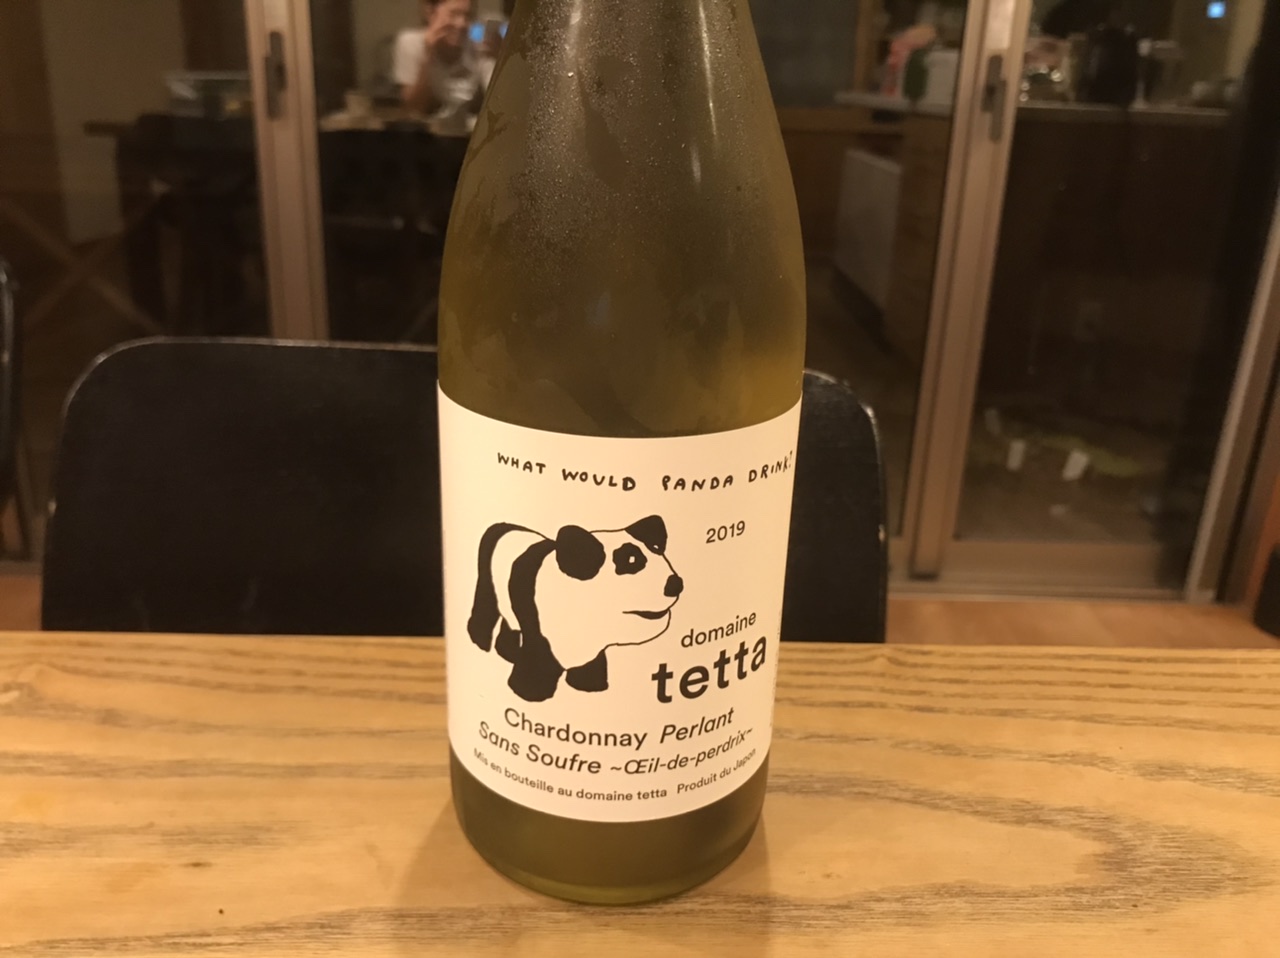 WHAT WOULD PANDA DRINK?
2019
domaine
tetta
Chardonnay Perlant
Sans Soufre ~Œil-de-perdrix~
Mis en bouteille au domaine tetta Produit du Japon